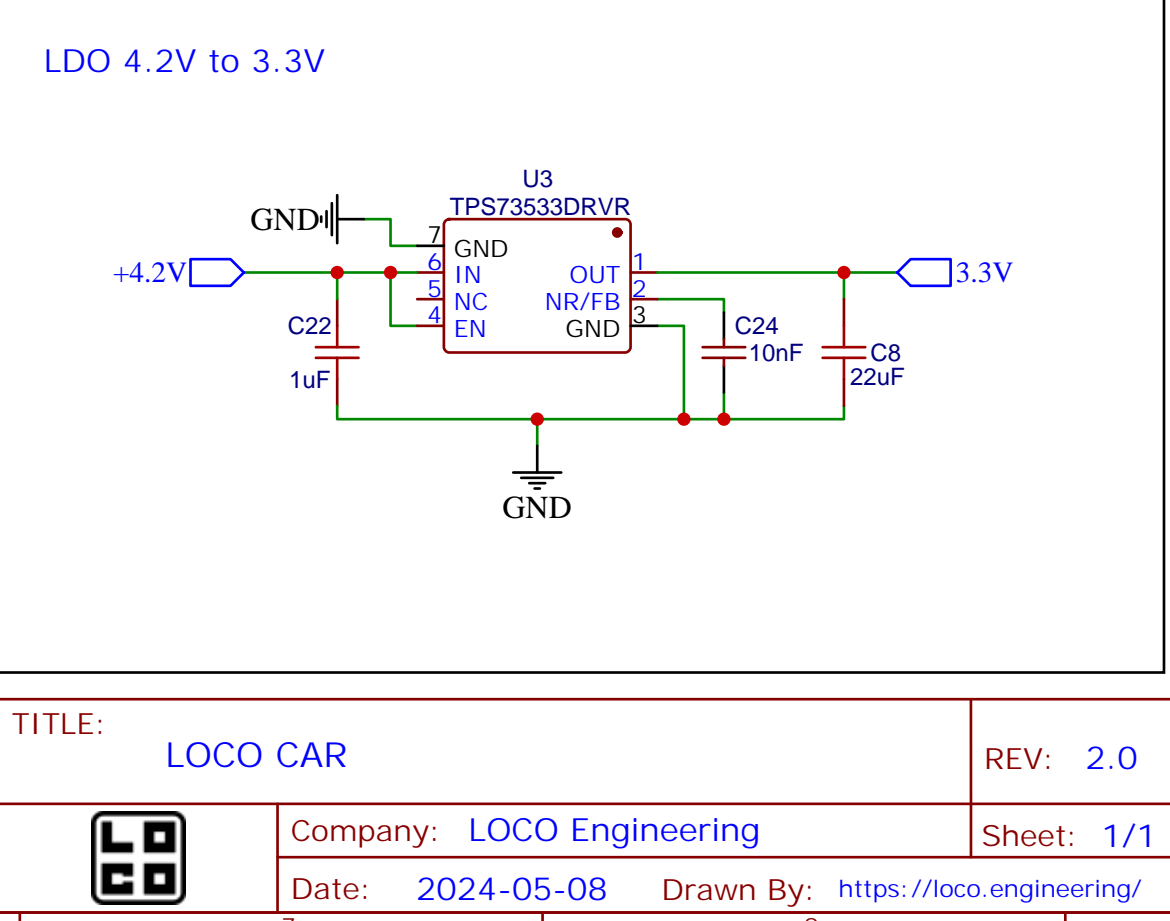 LDO 4.2V to 3.3V
U3
TPS73533DRVR
GND
7
GND
+4.2V
6
IN
OUT
1
3.3V
5
NC
NR/FB
2
4
EN
GND
3
C22
1uF
C24
10nF
C8
22uF
GND
TITLE:
LOCO CAR
REV: 2.0
LOCO
Company: LOCO Engineering
Sheet: 1/1
Date: 2024-05-08 Drawn By: https://loco.engineering/